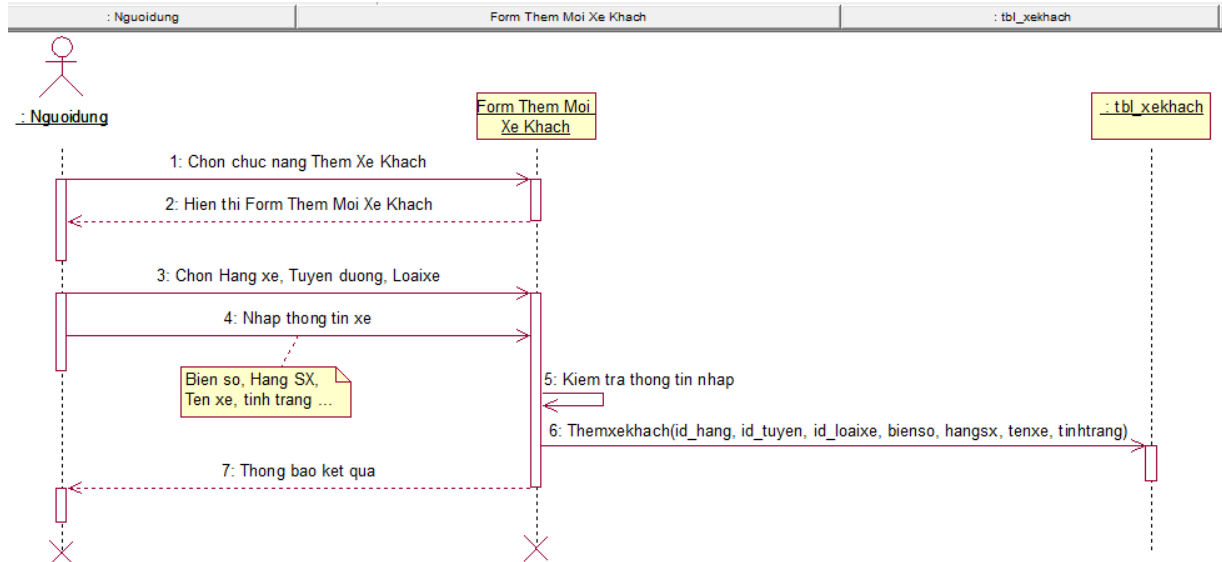 : Nguoidung
Form Them Moi Xe Khach
: tbl_xekhach
: Nguoidung
Form Them Moi
Xe Khach
: tbl_xekhach
1: Chon chuc nang Them Xe Khach
2: Hien thi Form Them Moi Xe Khach
3: Chon Hang xe, Tuyen duong, Loaixe
4: Nhap thong tin xe
Bien so, Hang SX,
Ten xe, tinh trang ...
5: Kiem tra thong tin nhap
6: Themxekhach(id_hang, id_tuyen, id_loaixe, bienso, hangsx, tenxe, tinhtrang)
7: Thong bao ket qua